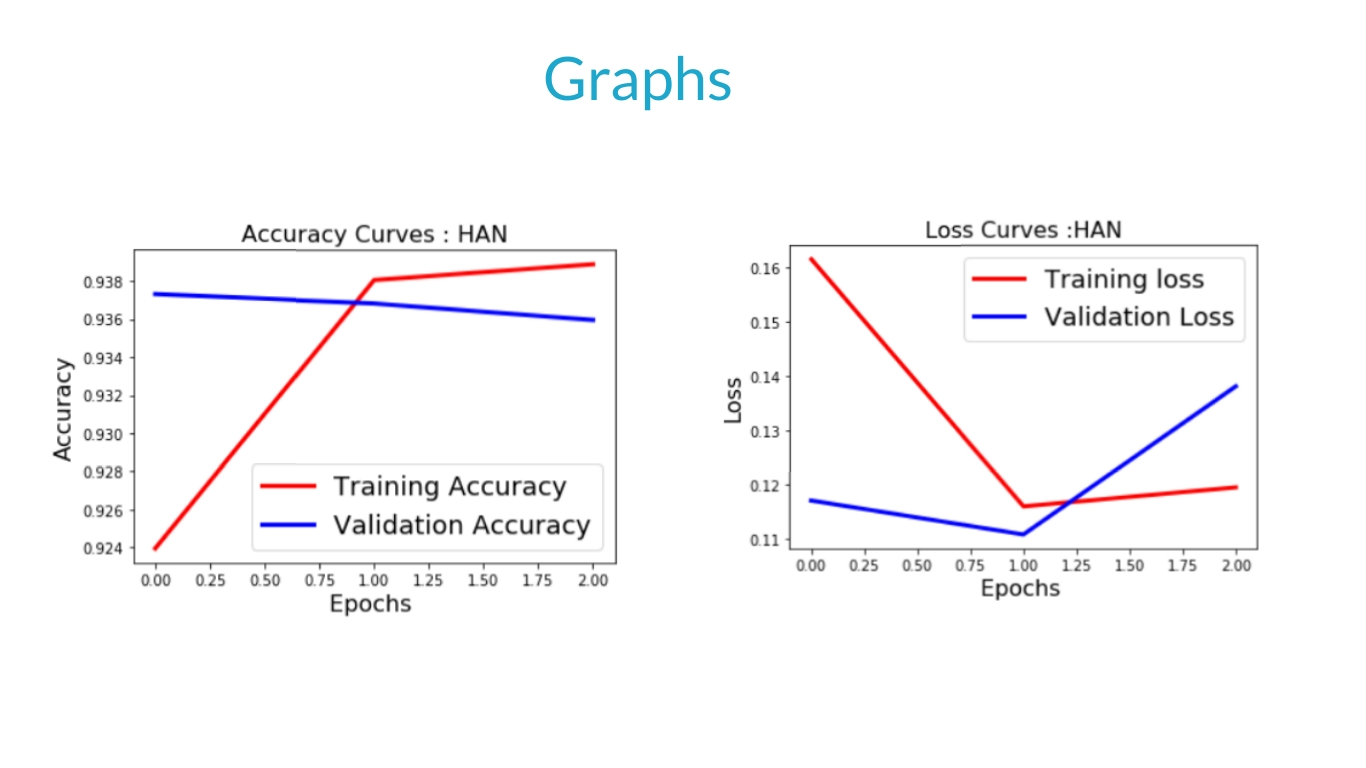 Graphs
Accuracy Curves : HAN
Accuracy
0.938
0.936
0.934
0.932
0.930
0.928
0.926
0.924
Training Accuracy
Validation Accuracy
0.00 0.25 0.50 0.75 1.00 1.25 1.50 1.75 2.00
Epochs
Loss Curves :HAN
Loss
0.16
0.15
0.14
0.13
0.12
0.11
Training loss
Validation Loss
0.00 0.25 0.50 0.75 1.00 1.25 1.50 1.75 2.00
Epochs